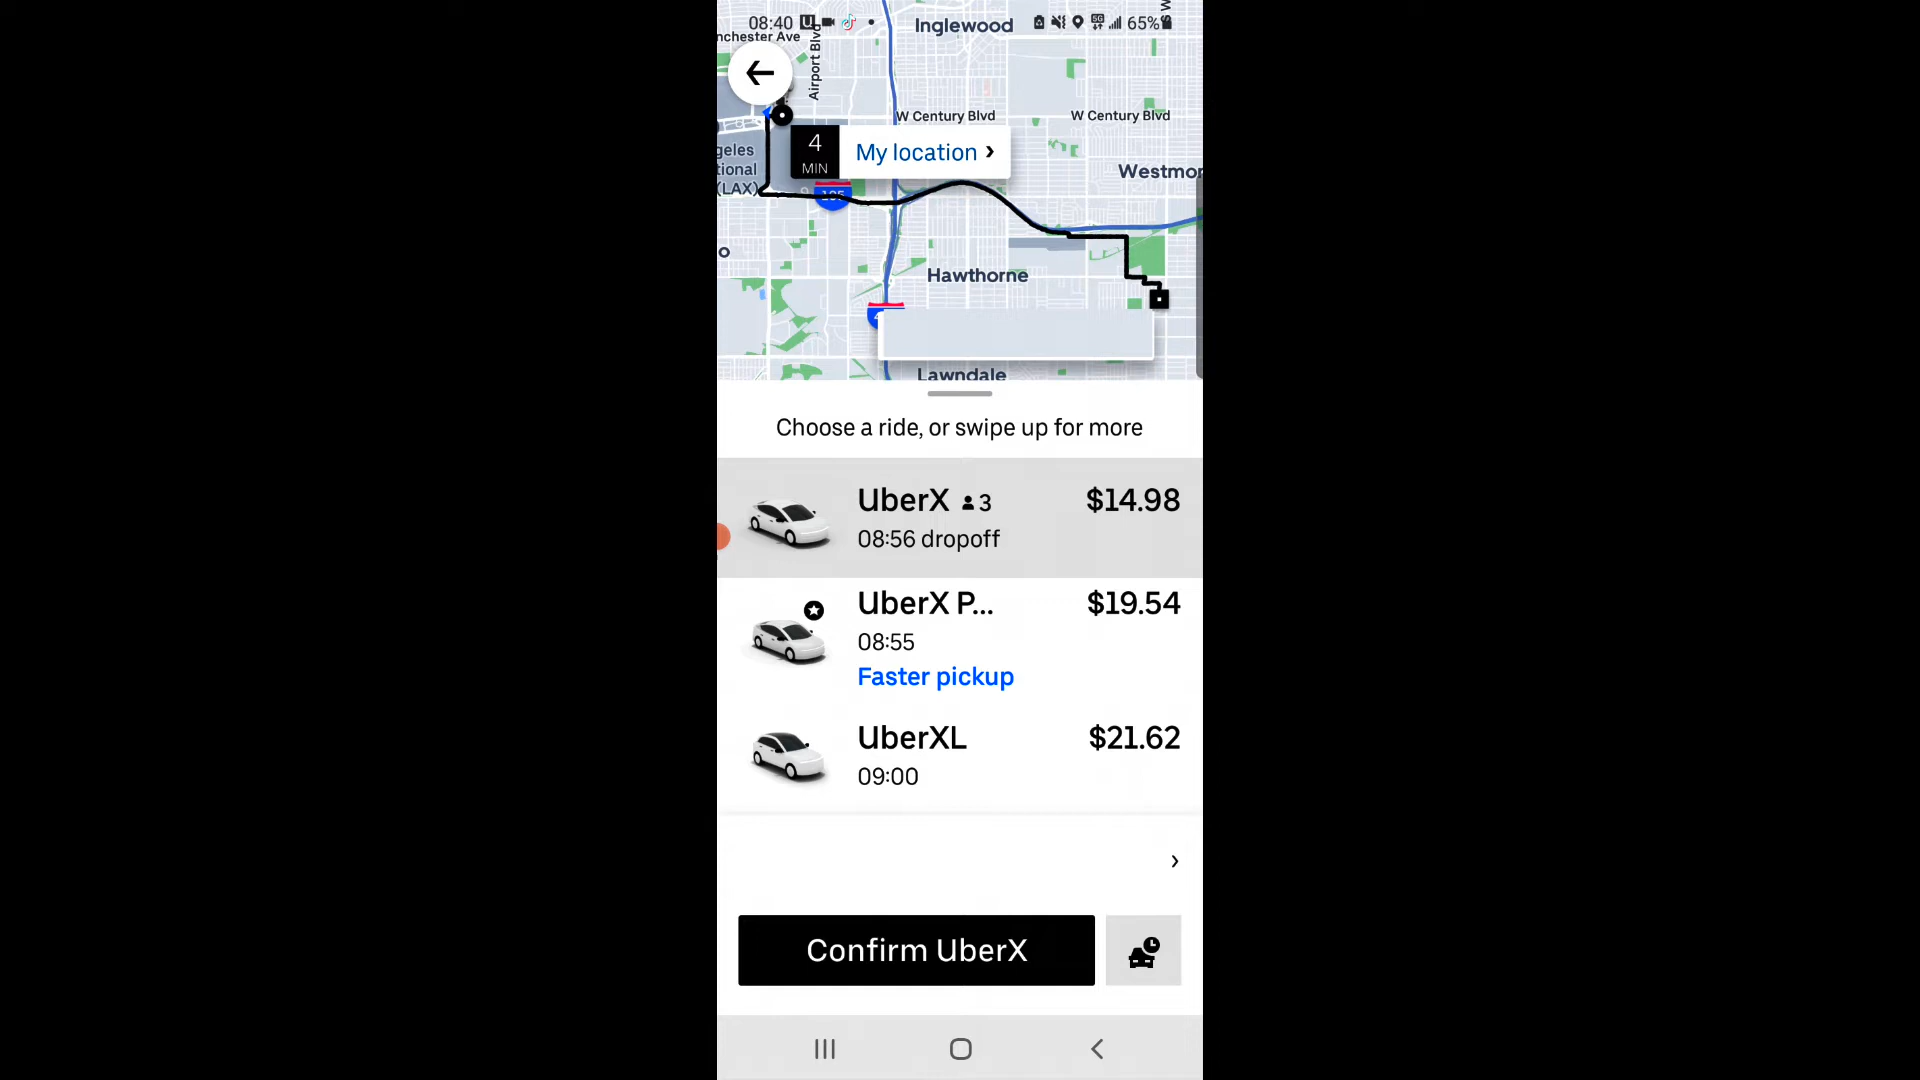 08:40
65%
Inglewood
nchester Ave
Airport Blvd
W Century Blvd
W Century Blvd
4
MIN
My location
geles
tional
(LAX)
Westmor
105
Hawthorne
Lawndale
Choose a ride, or swipe up for more
UberX 3
$14.98
08:56 dropoff
UberX P...
$19.54
08:55
Faster pickup
UberXL
$21.62
09:00
Confirm UberX